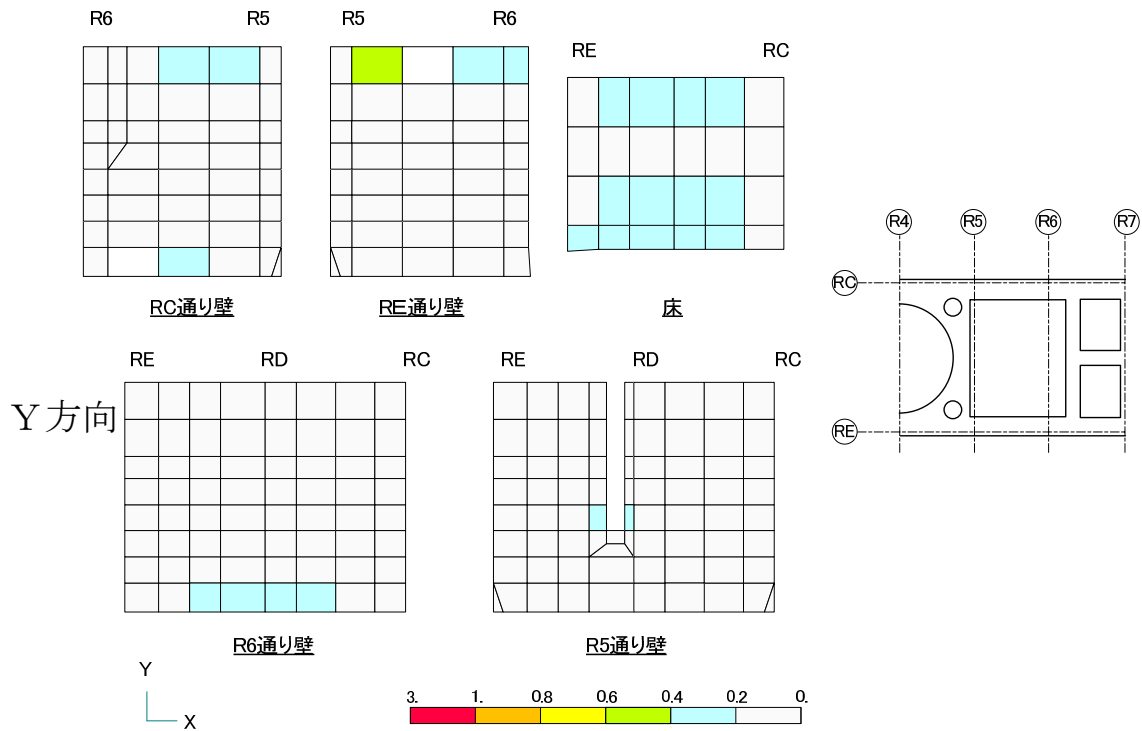 R6 R5 R5 R6
RE RC
RC通り壁 RE通り壁 床
R4 R5 R6 R7
RC
RE
RE RD RC RE RD RC
Y方向
R6通り壁 R5通り壁
Y
X
3. 1. 0.8 0.6 0.4 0.2 0.